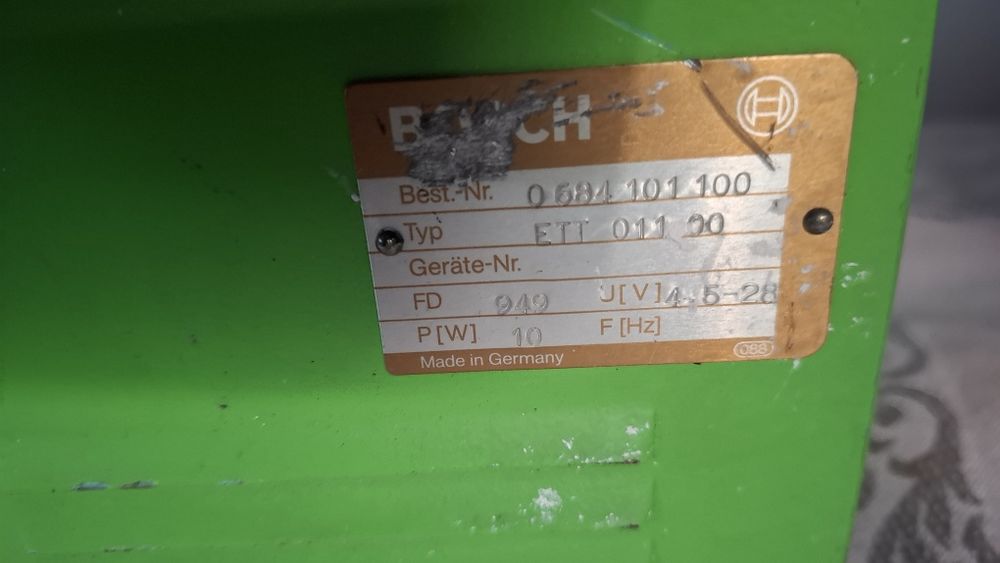 BOSCH
Best.-Nr. 0 684 101 100
Typ ETT 011 00
Geräte-Nr.
FD 949 U[V] 4.5-28
P[W] 10 F[Hz]
Made in Germany 088